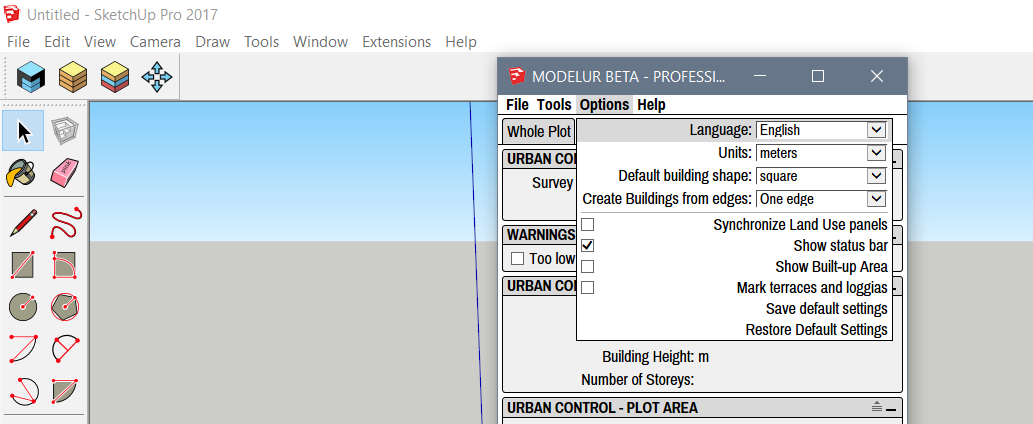 Untitled - SketchUp Pro 2017
File Edit View Camera Draw Tools Window Extensions Help
MODELUR BETA - PROFESSI...
File Tools Options Help
Whole Plot
Language: English
URBAN CO
Units: meters
Survey
Default building shape: square
Create Buildings from edges: One edge
Synchronize Land Use panels
WARNINGS
Show status bar
Too low
Show Built-up Area
URBAN CO
Mark terraces and loggias
Save default settings
Restore Default Settings
Building Height: m
Number of Storeys:
URBAN CONTROL - PLOT AREA